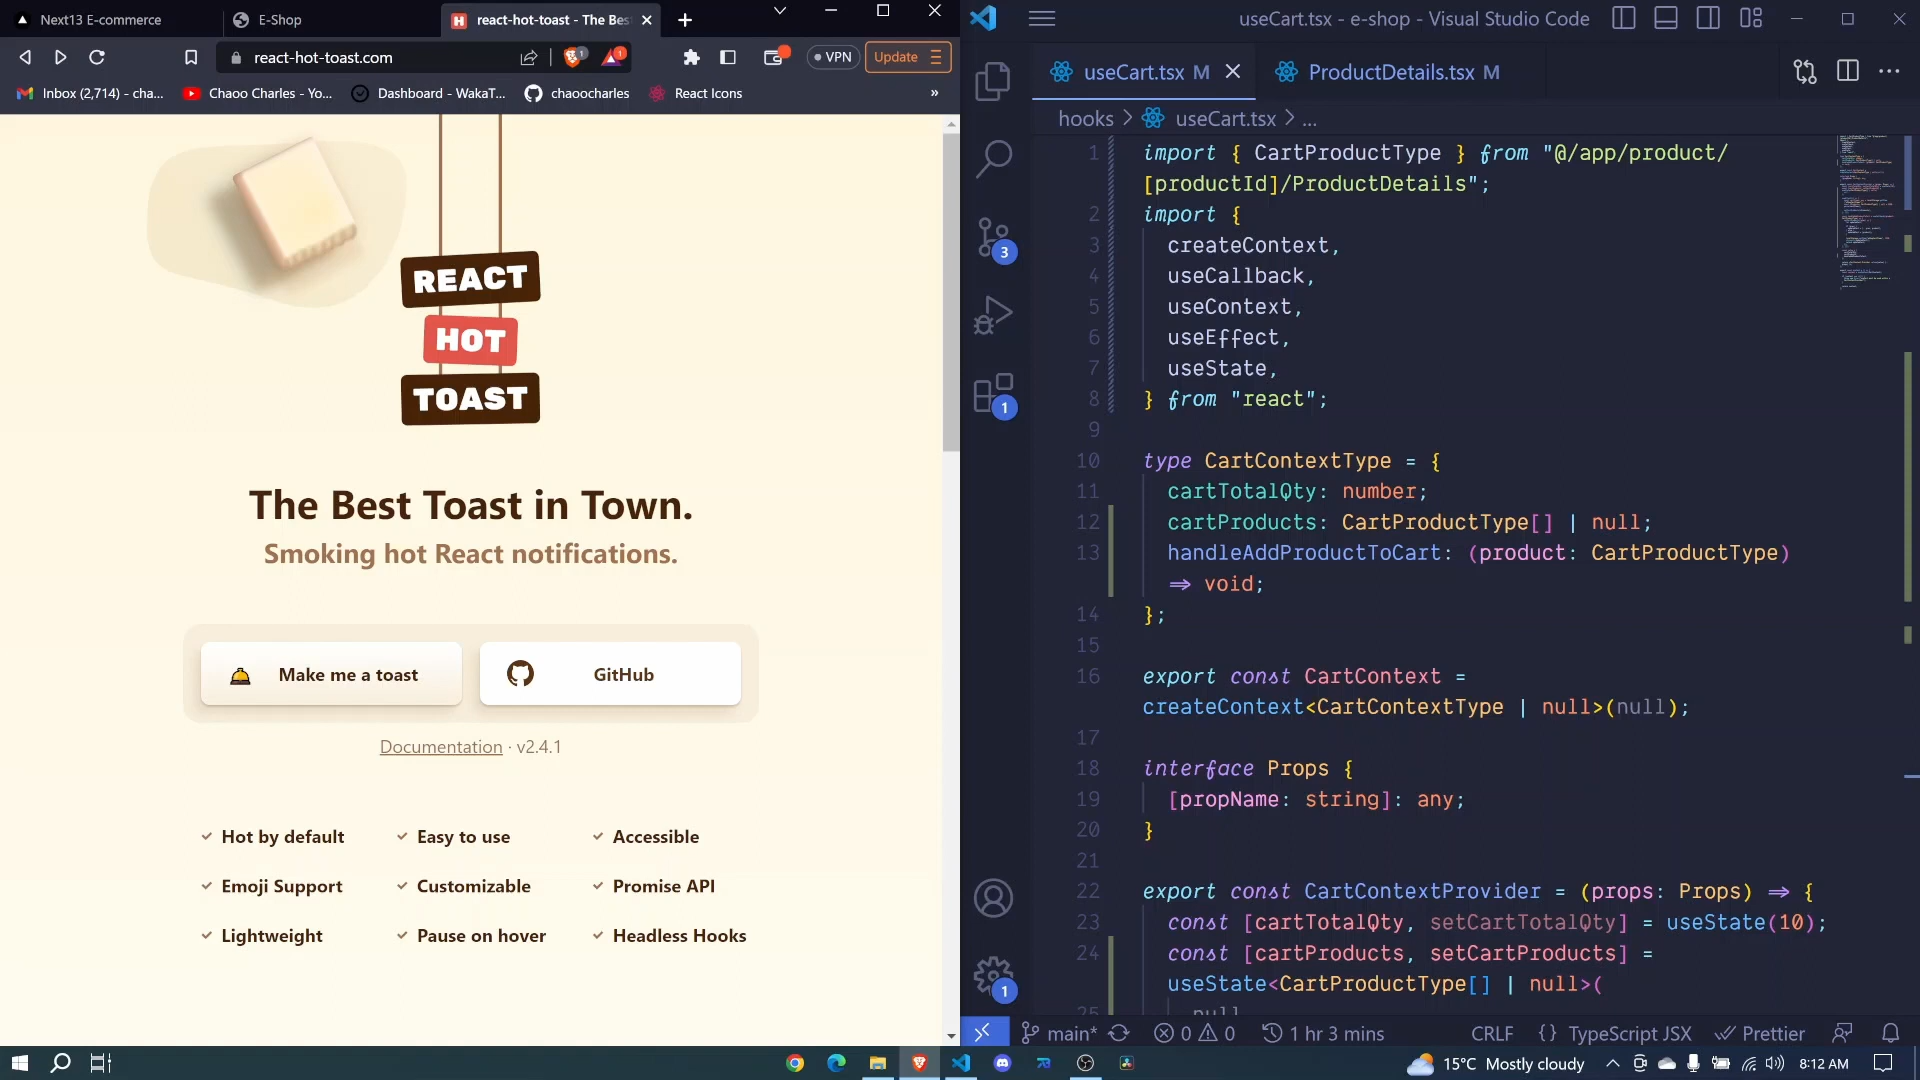 Next13 E-commerce
E-Shop
react-hot-toast - The Bes
react-hot-toast.com
1
1
VPN
Update
Inbox (2,714) - cha...
Chaoo Charles - Yo...
Dashboard - WakaT...
chaoocharles
React Icons
»
REACT
HOT
TOAST
The Best Toast in Town.
Smoking hot React notifications.
Make me a toast
GitHub
Documentation · v2.4.1
Hot by default
Easy to use
Accessible
Emoji Support
Customizable
Promise API
Lightweight
Pause on hover
Headless Hooks
useCart.tsx - e-shop - Visual Studio Code
useCart.tsx M
ProductDetails.tsx M
hooks > useCart.tsx > ...
3
1
1
1 import { CartProductType } from "@/app/product/
[productId]/ProductDetails";
2 import {
3 createContext,
4 useCallback,
5 useContext,
6 useEffect,
7 useState,
8 } from "react";
9
10 type CartContextType = {
11 cartTotalQty: number;
12 cartProducts: CartProductType[] | null;
13 handleAddProductToCart: (product: CartProductType)
⇒ void;
14 };
15
16 export const CartContext =
createContext<CartContextType | null>(null);
17
18 interface Props {
19 [propName: string]: any;
20 }
21
22 export const CartContextProvider = (props: Props) ⇒ {
23 const [cartTotalQty, setCartTotalQty] = useState(10);
24 const [cartProducts, setCartProducts] =
useState<CartProductType[] | null>(
25 null
main*
0
0
1 hr 3 mins
CRLF
{ } TypeScript JSX
Prettier
15°C Mostly cloudy
8:12 AM